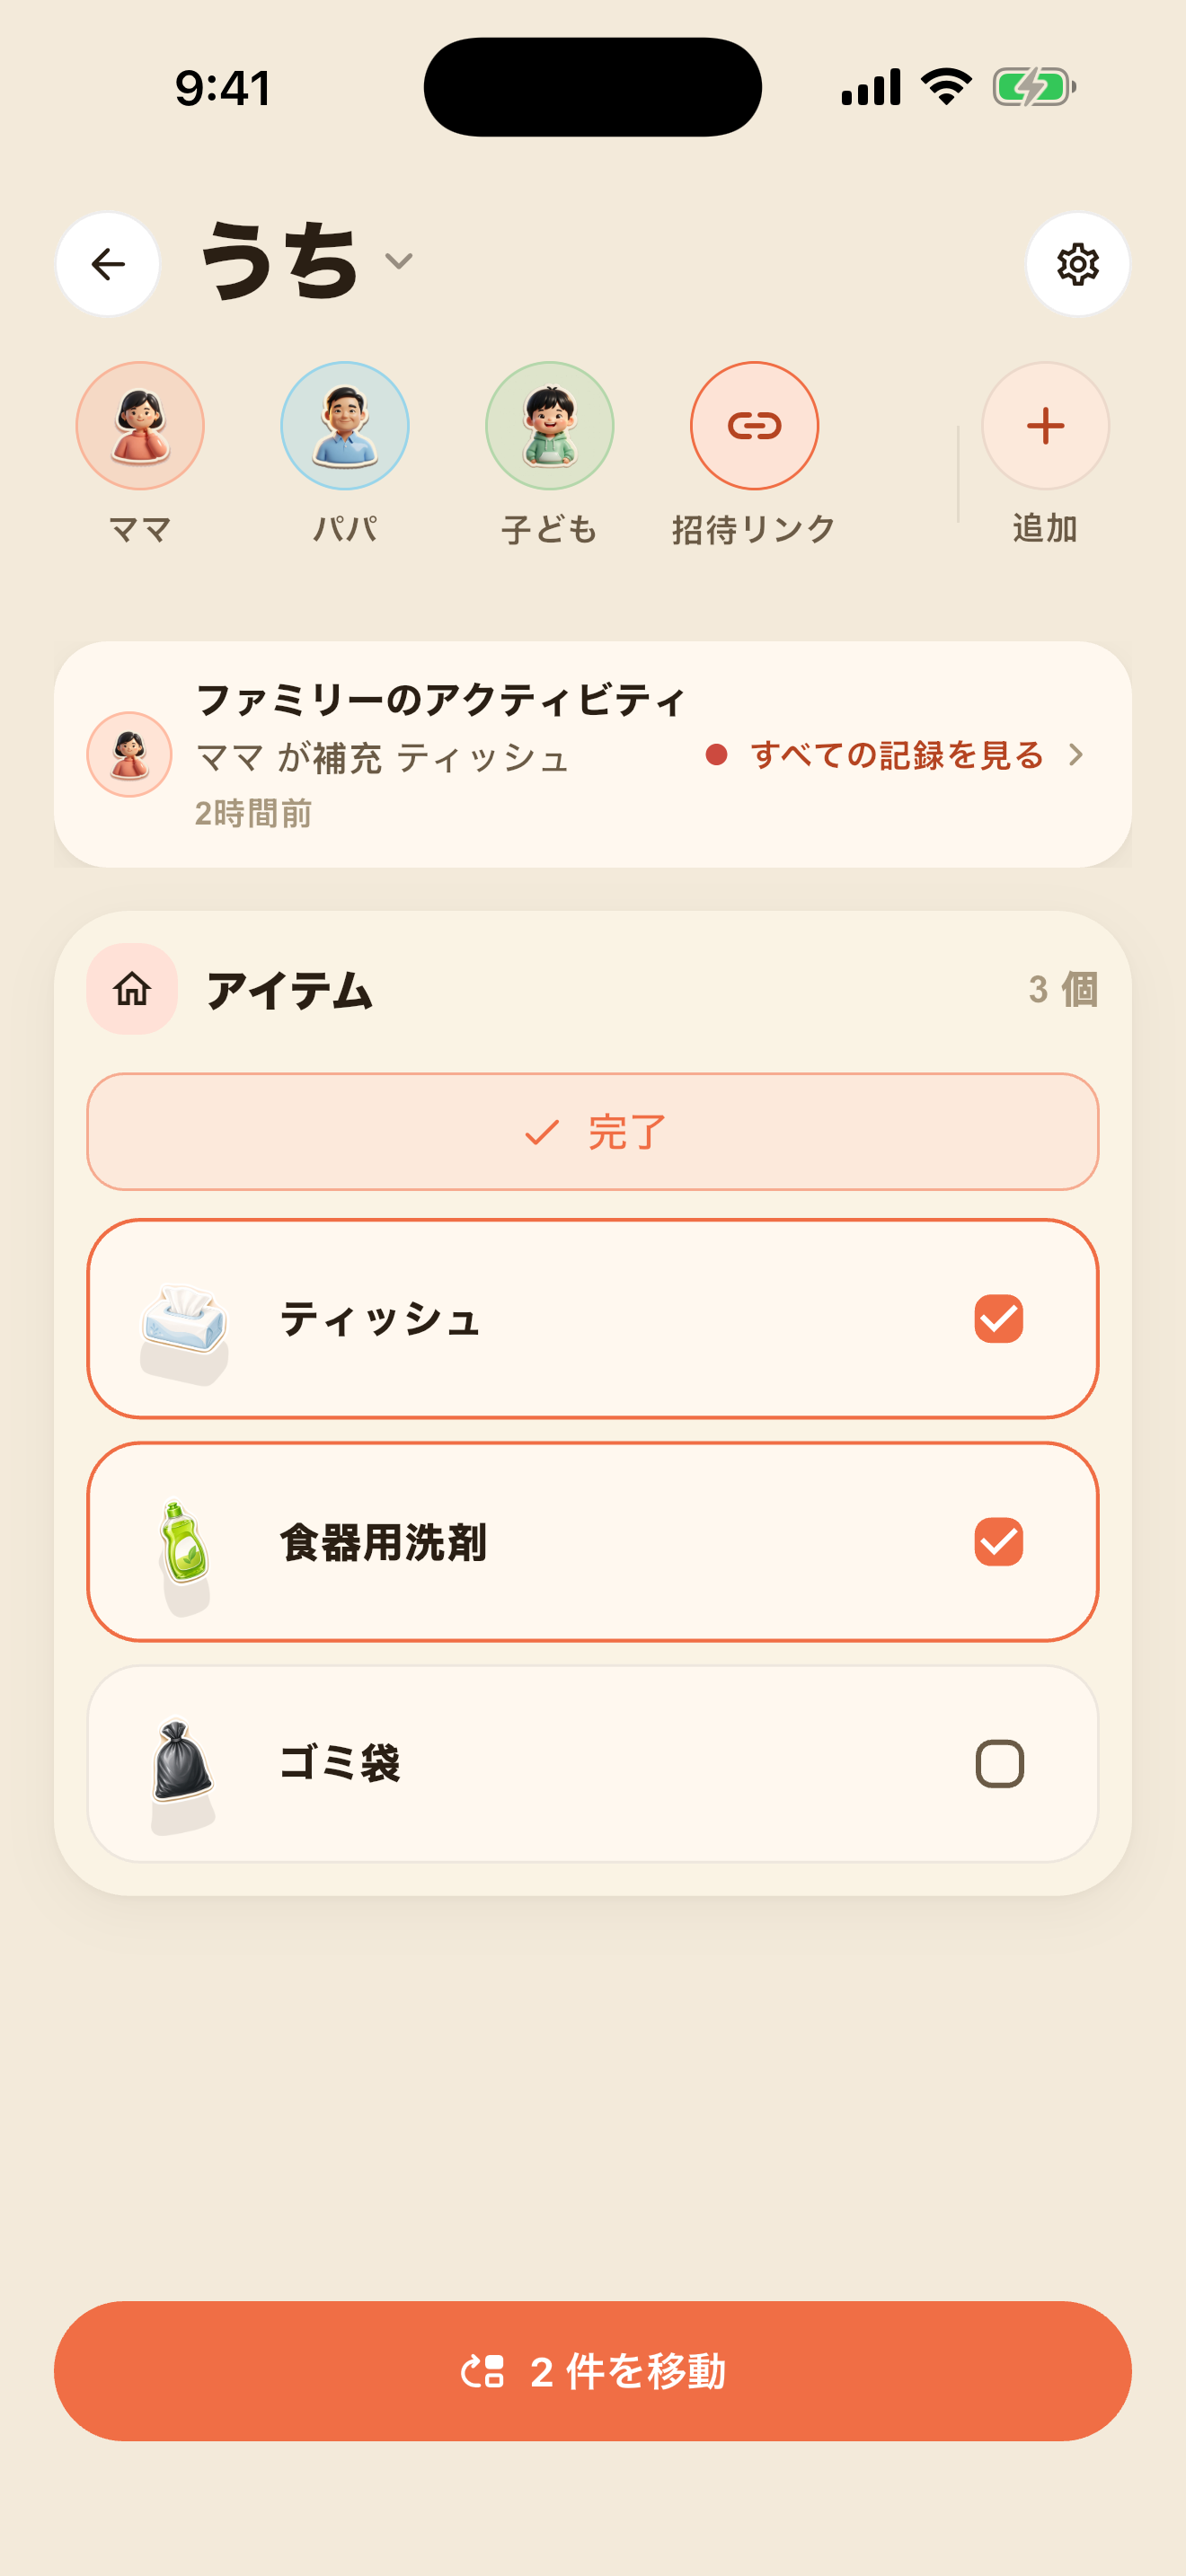 9:41
うち
ママ
パパ
子ども
招待リンク
追加
ファミリーのアクティビティ
ママ が補充 ティッシュ
すべての記録を見る
2時間前
アイテム
3 個
完了
ティッシュ
食器用洗剤
ゴミ袋
2 件を移動